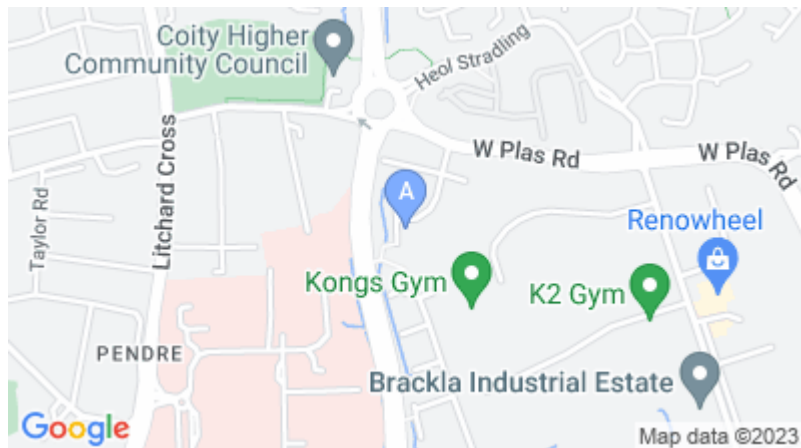 Coity Higher
Community Council
Heol Stradling
W Plas Rd
W Plas Rd
Litchard Cross
Taylor Rd
A
Renowheel
Kongs Gym
K2 Gym
PENDRE
Brackla Industrial Estate
Google
Map data ©2023